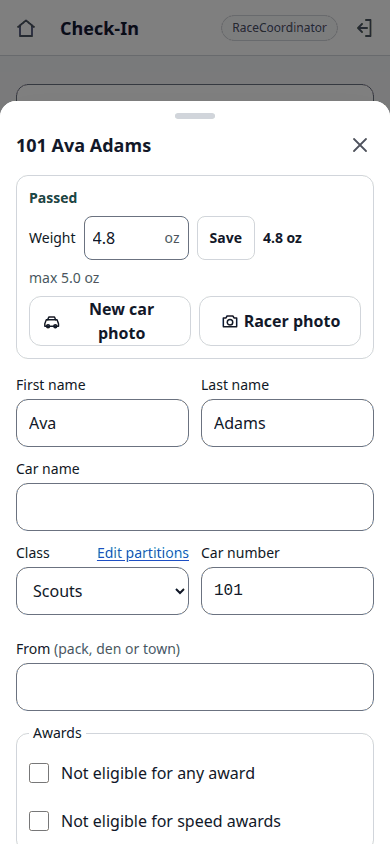 Check-In
RaceCoordinator
101 Ava Adams
Passed
Weight 4.8 oz Save 4.8 oz
max 5.0 oz
New car
photo
Racer photo
First name Last name
Ava Adams
Car name
Class Edit partitions Car number
Scouts 101
From (pack, den or town)
Awards
Not eligible for any award
Not eligible for speed awards